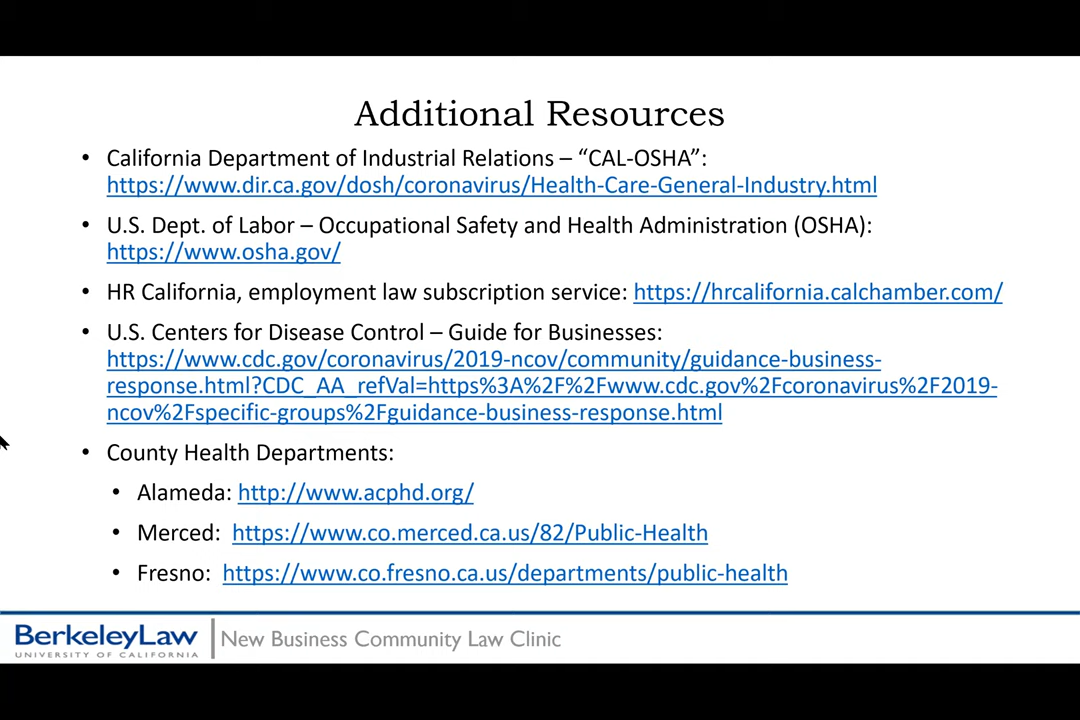 Additional Resources
• California Department of Industrial Relations – “CAL-OSHA”:
https://www.dir.ca.gov/dosh/coronavirus/Health-Care-General-Industry.html
• U.S. Dept. of Labor – Occupational Safety and Health Administration (OSHA):
https://www.osha.gov/
• HR California, employment law subscription service: https://hrcalifornia.calchamber.com/
• U.S. Centers for Disease Control – Guide for Businesses:
https://www.cdc.gov/coronavirus/2019-ncov/community/guidance-business-
response.html?CDC_AA_refVal=https%3A%2F%2Fwww.cdc.gov%2Fcoronavirus%2F2019-
ncov%2Fspecific-groups%2Fguidance-business-response.html
• County Health Departments:
• Alameda: http://www.acphd.org/
• Merced: https://www.co.merced.ca.us/82/Public-Health
• Fresno: https://www.co.fresno.ca.us/departments/public-health
BerkeleyLaw
UNIVERSITY OF CALIFORNIA
New Business Community Law Clinic